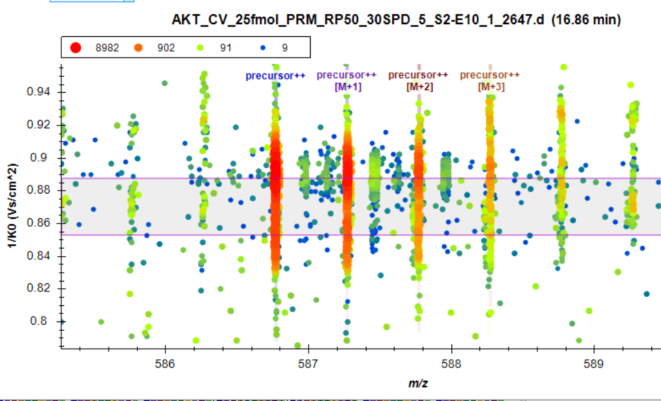 AKT_CV_25fmol_PRM_RP50_30SPD_5_S2-E10_1_2647.d (16.86 min)
8982 902 91 9
precursor++ precursor++ precursor++ precursor++
[M+1] [M+2] [M+3]
0.94
0.92
0.9
0.88
0.86
0.84
0.82
0.8
1/K0 (Vs/cm^2)
586 587 588 589
m/z